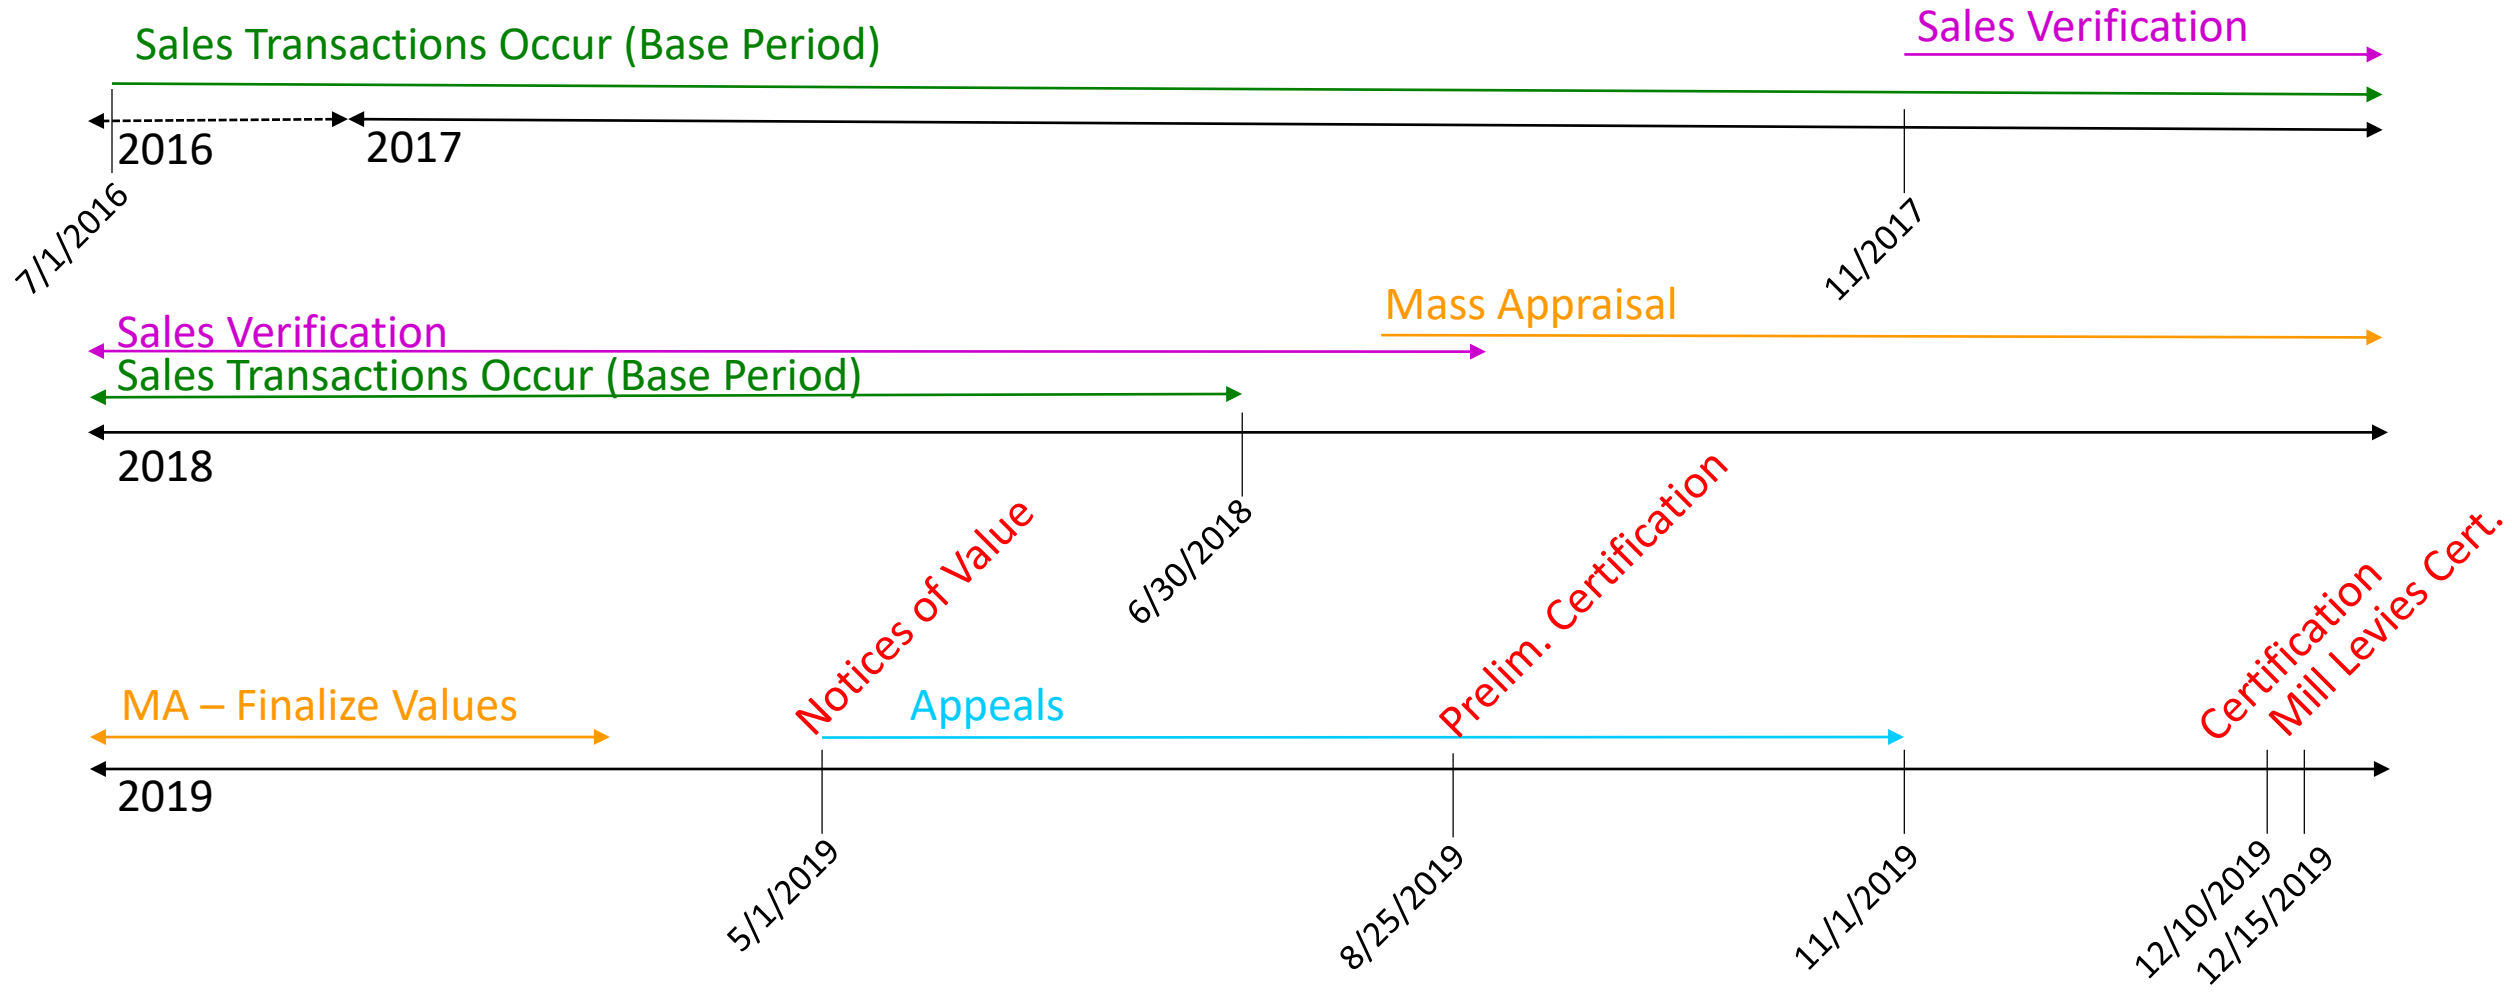 Sales Transactions Occur (Base Period)
Sales Verification
2016
2017
7/1/2016
11/2017
Mass Appraisal
Sales Verification
Sales Transactions Occur (Base Period)
2018
6/30/2018
Notices of Value
Prelim. Certification
Certification
Mill Levies Cert.
MA – Finalize Values
Appeals
2019
5/1/2019
8/25/2019
11/1/2019
12/10/2019
12/15/2019